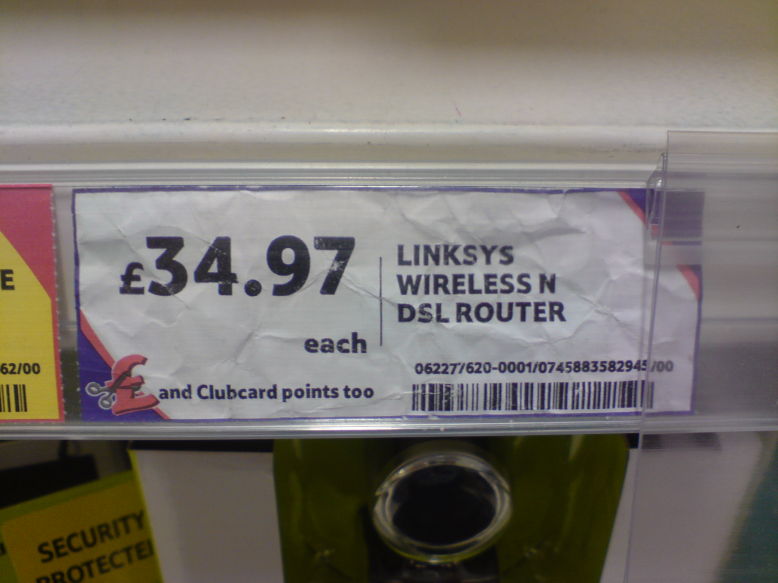 £34.97
each
and Clubcard points too
LINKSYS
WIRELESS N
DSL ROUTER
06227/620-0001/0745883582945/00
E
62/00
SECURITY
PROTECTE